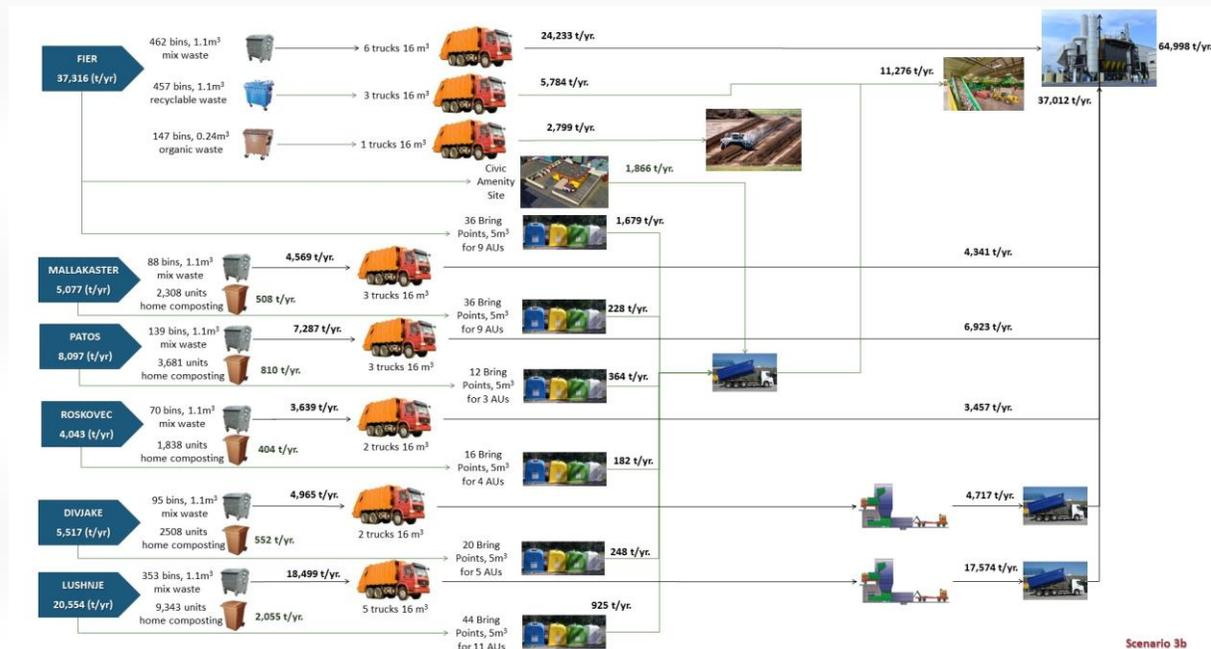 FIER
37,316 (t/yr)
462 bins, 1.1m³
mix waste
6 trucks 16 m³
24,233 t/yr.
64,998 t/yr.
457 bins, 1.1m³
recyclable waste
3 trucks 16 m³
5,784 t/yr.
11,276 t/yr.
37,012 t/yr.
147 bins, 0.24m³
organic waste
1 trucks 16 m³
2,799 t/yr.
Civic
Amenity
Site
1,866 t/yr.
36 Bring
Points, 5m³
for 9 AUs
1,679 t/yr.
MALLAKASTER
5,077 (t/yr)
88 bins, 1.1m³
mix waste
4,569 t/yr.
3 trucks 16 m³
4,341 t/yr.
2,308 units
home composting
508 t/yr.
36 Bring
Points, 5m³
for 9 AUs
228 t/yr.
PATOS
8,097 (t/yr)
139 bins, 1.1m³
mix waste
7,287 t/yr.
3 trucks 16 m³
6,923 t/yr.
3,681 units
home composting
810 t/yr.
12 Bring
Points, 5m³
for 3 AUs
364 t/yr.
ROSKOVEC
4,043 (t/yr)
70 bins, 1.1m³
mix waste
3,639 t/yr.
2 trucks 16 m³
3,457 t/yr.
1,838 units
home composting
404 t/yr.
16 Bring
Points, 5m³
for 4 AUs
182 t/yr.
DIVJAKE
5,517 (t/yr)
95 bins, 1.1m³
mix waste
4,965 t/yr.
2 trucks 16 m³
4,717 t/yr.
2508 units
home composting
552 t/yr.
20 Bring
Points, 5m³
for 5 AUs
248 t/yr.
LUSHNJE
20,554 (t/yr)
353 bins, 1.1m³
mix waste
18,499 t/yr.
5 trucks 16 m³
17,574 t/yr.
9,343 units
home composting
2,055 t/yr.
44 Bring
Points, 5m³
for 11 AUs
925 t/yr.
Scenario 3b